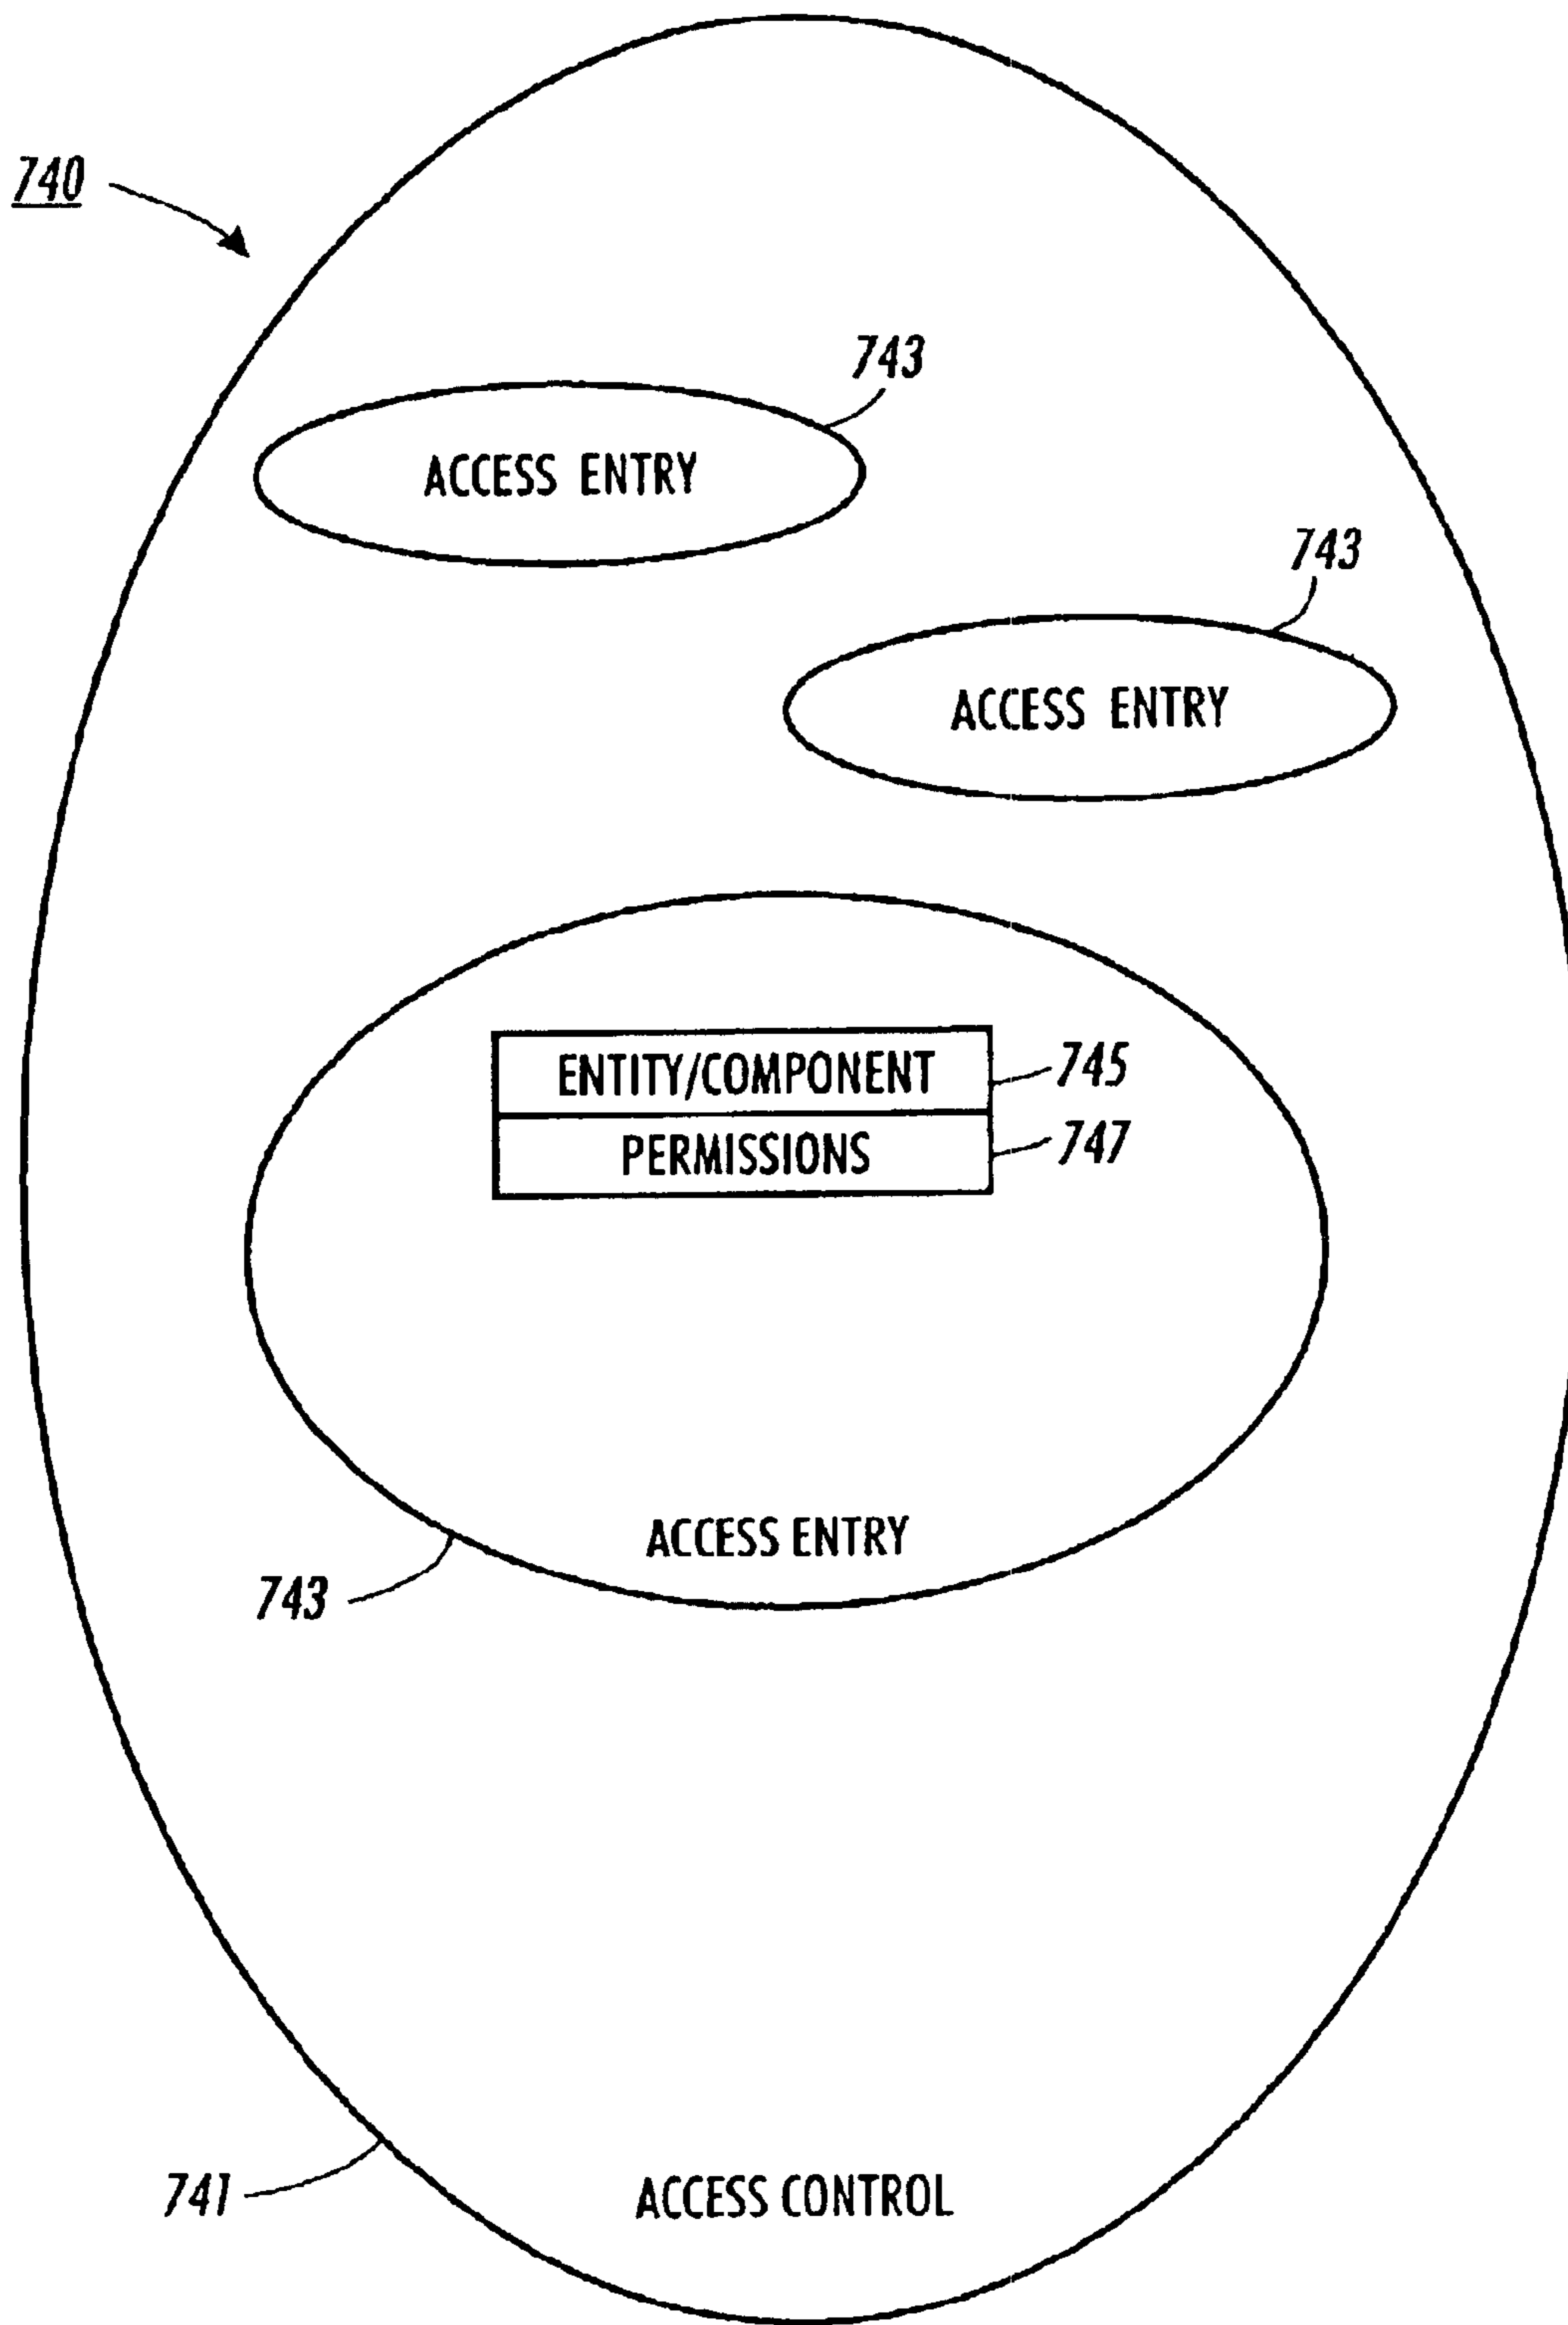 740
743
ACCESS ENTRY
743
ACCESS ENTRY
ENTITY/COMPONENT
745
PERMISSIONS
747
ACCESS ENTRY
743
741
ACCESS CONTROL